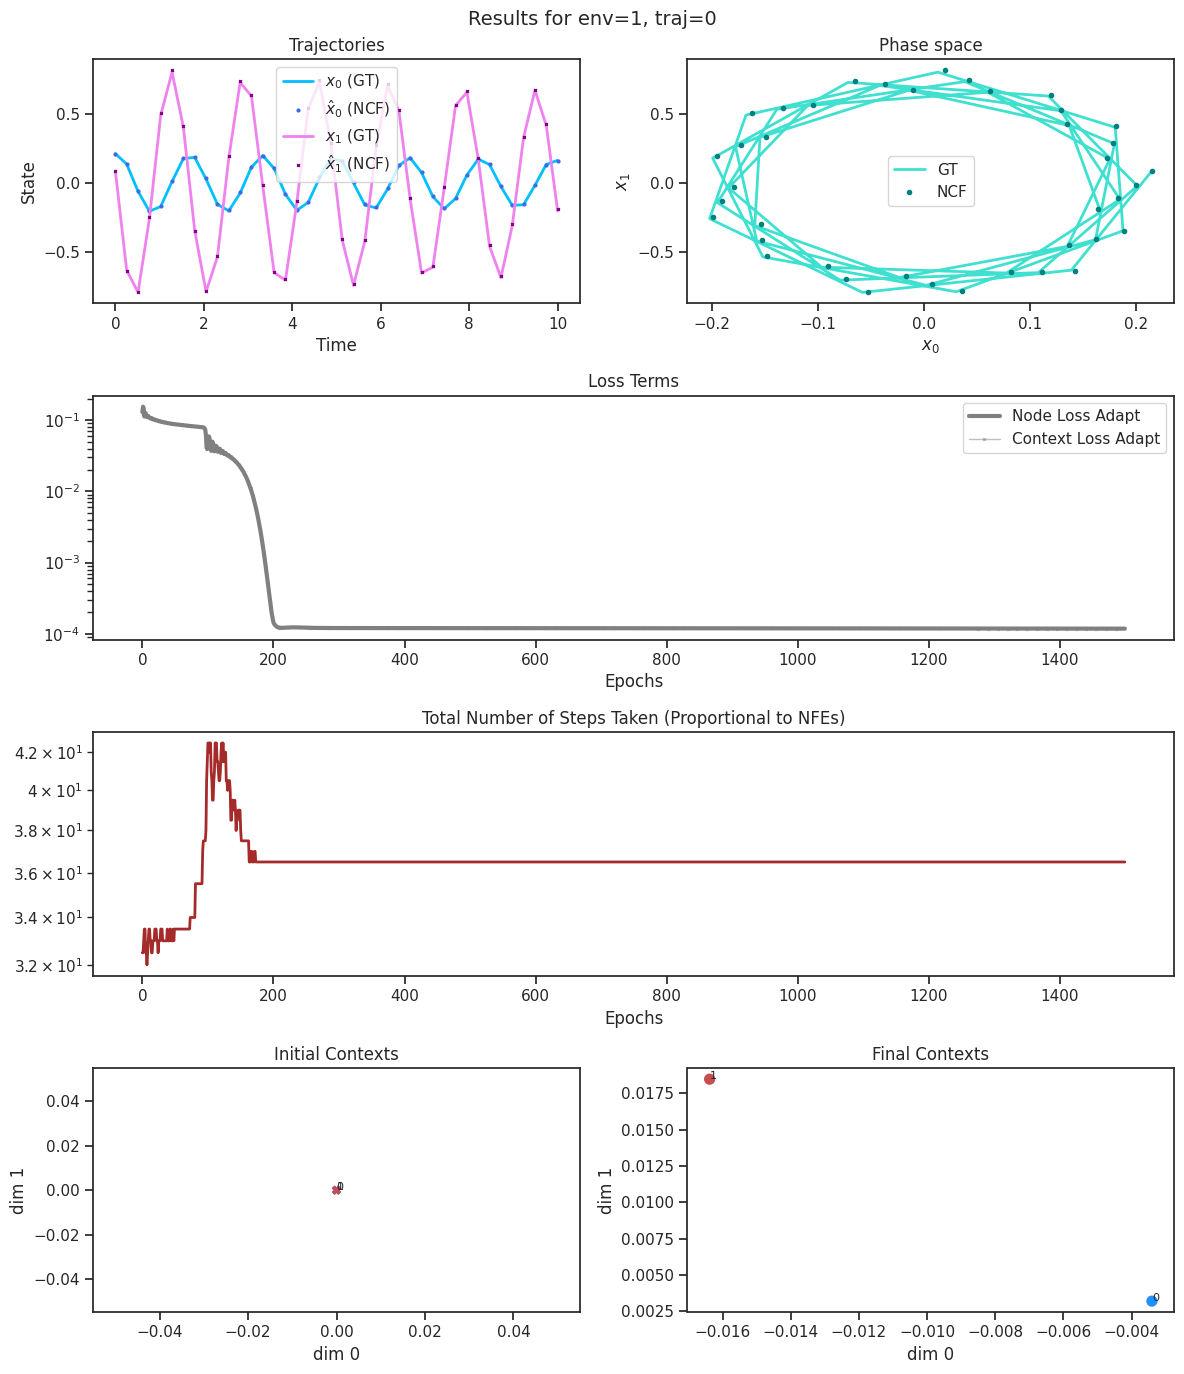 Results for env=1, traj=0
Trajectories
State
0.5
0.0
−0.5
x₀ (GT)
x̂₀ (NCF)
x₁ (GT)
x̂₁ (NCF)
0 2 4 6 8 10
Time
Phase space
x₁
0.5
0.0
−0.5
GT
NCF
−0.2 −0.1 0.0 0.1 0.2
x₀
Loss Terms
10⁻¹
10⁻²
10⁻³
10⁻⁴
Node Loss Adapt
Context Loss Adapt
0 200 400 600 800 1000 1200 1400
Epochs
Total Number of Steps Taken (Proportional to NFEs)
4.2 × 10¹
4 × 10¹
3.8 × 10¹
3.6 × 10¹
3.4 × 10¹
3.2 × 10¹
0 200 400 600 800 1000 1200 1400
Epochs
Initial Contexts
dim 1
0.04
0.02
0.00
−0.02
−0.04
−0.04 −0.02 0.00 0.02 0.04
dim 0
Final Contexts
dim 1
0.0175
0.0150
0.0125
0.0100
0.0075
0.0050
0.0025
1
0
−0.016 −0.014 −0.012 −0.010 −0.008 −0.006 −0.004
dim 0